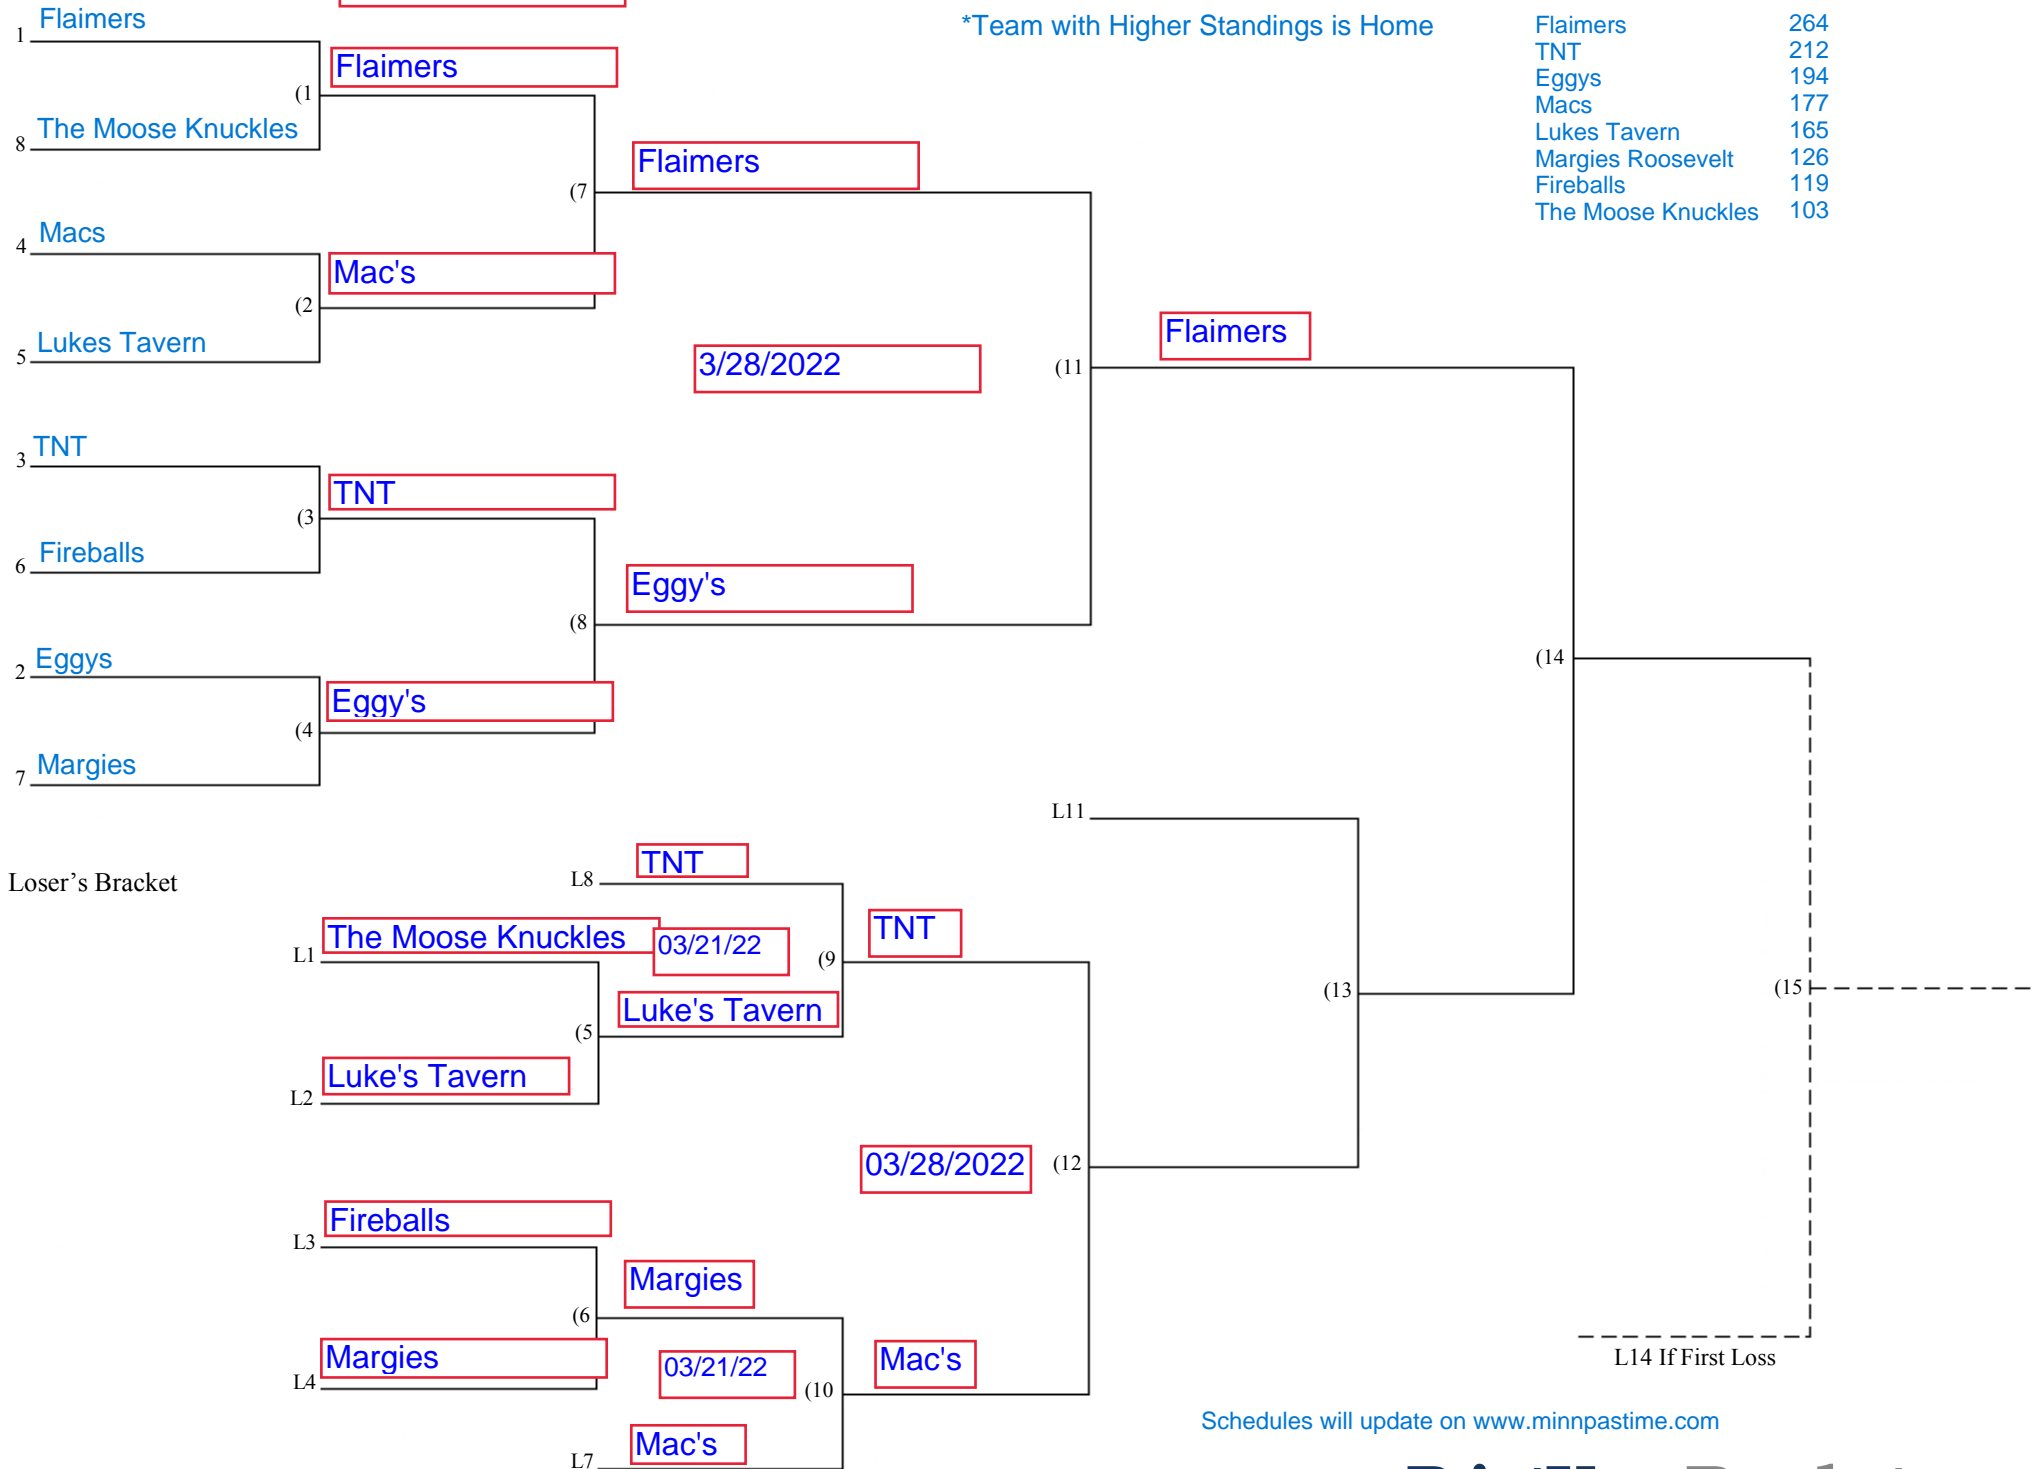 Flaimers
1
*Team with Higher Standings is Home
Flaimers 264
TNT 212
Eggys 194
Macs 177
Lukes Tavern 165
Margies Roosevelt 126
Fireballs 119
The Moose Knuckles 103
Flaimers
(1
The Moose Knuckles
8
Flaimers
(7
Macs
4
Mac's
(2
Lukes Tavern
5
Flaimers
3/28/2022
(11
TNT
3
TNT
(3
Fireballs
6
Eggy's
(8
Eggys
2
(14
Eggy's
(4
Margies
7
L11
Loser's Bracket
TNT
L8
The Moose Knuckles
L1
03/21/22
TNT
(9
(13
(15
Luke's Tavern
(5
Luke's Tavern
L2
03/28/2022
(12
Fireballs
L3
Margies
(6
Margies
L4
03/21/22
Mac's
(10
L14 If First Loss
Schedules will update on www.minnpastime.com
Mac's
L7